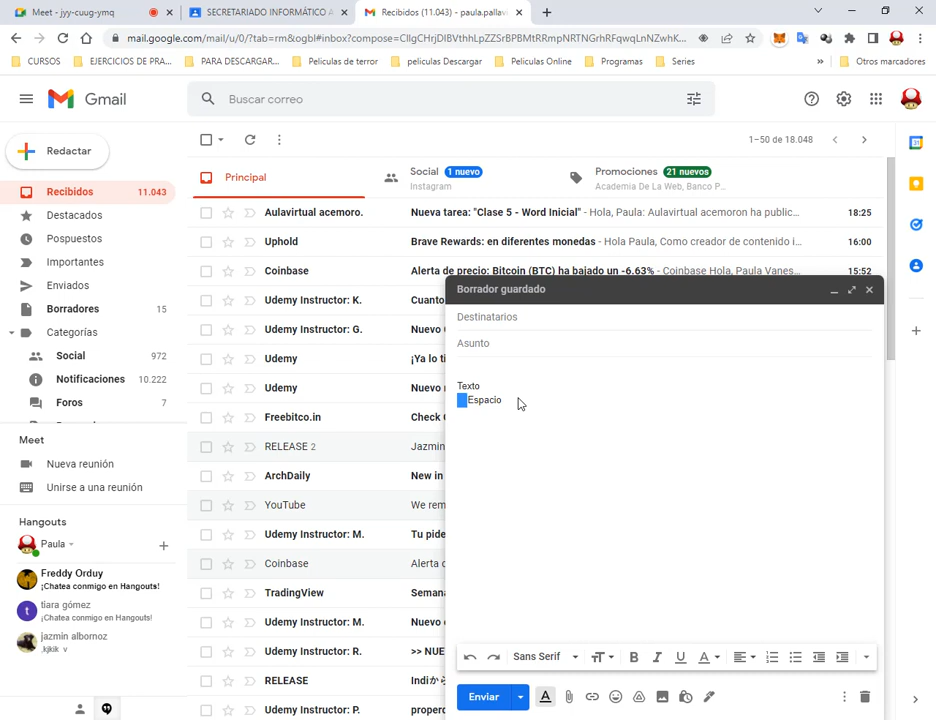 Meet - jyy-cuug-ymq
SECRETARIADO INFORMÁTICO A
Recibidos (11.043) - paula.pallav
mail.google.com/mail/u/0/?tab=rm&ogbl#inbox?compose=
CURSOS
EJERCICIOS DE PRA...
PARA DESCARGAR...
Peliculas de terror
peliculas Descargar
Peliculas Online
Programas
Series
»
Otros marcadores
Gmail
Buscar correo
Redactar
1–50 de 18.048
Principal
Social 1 nuevo
Instagram
Promociones 21 nuevos
Academia De La Web, Banco P...
Recibidos 11.043
Destacados
Pospuestos
Importantes
Enviados
Borradores 15
Categorías
Social 972
Notificaciones 10.222
Foros 7
Meet
Nueva reunión
Unirse a una reunión
Hangouts
Paula
Freddy Orduy
¡Chatea conmigo en Hangouts!
tiara gómez
¡Chatea conmigo en Hangouts!
jazmin albornoz
.kjkik v
Aulavirtual acemoro. Nueva tarea: "Clase 5 - Word Inicial" - Hola, Paula: Aulavirtual acemoron ha public... 18:25
Uphold Brave Rewards: en diferentes monedas - Hola Paula, Como creador de contenido i... 16:00
Coinbase Alerta de precio: Bitcoin (BTC) ha bajado un -6.63% - Coinbase Hola, Paula Vanes... 15:52
Udemy Instructor: K. Cuanto
Udemy Instructor: G. Nuevo
Udemy ¡Ya lo ti
Udemy Nuevo
Freebitco.in Check
RELEASE 2 Jazmin
ArchDaily New in
YouTube We rem
Udemy Instructor: M. Tu pide
Coinbase Alerta
TradingView Semana
Udemy Instructor: M. Nuevo
Udemy Instructor: R. >> NUE
RELEASE Indiから
Udemy Instructor: P. propero
Borrador guardado
Destinatarios
Asunto
Texto
Espacio
Sans Serif
Enviar